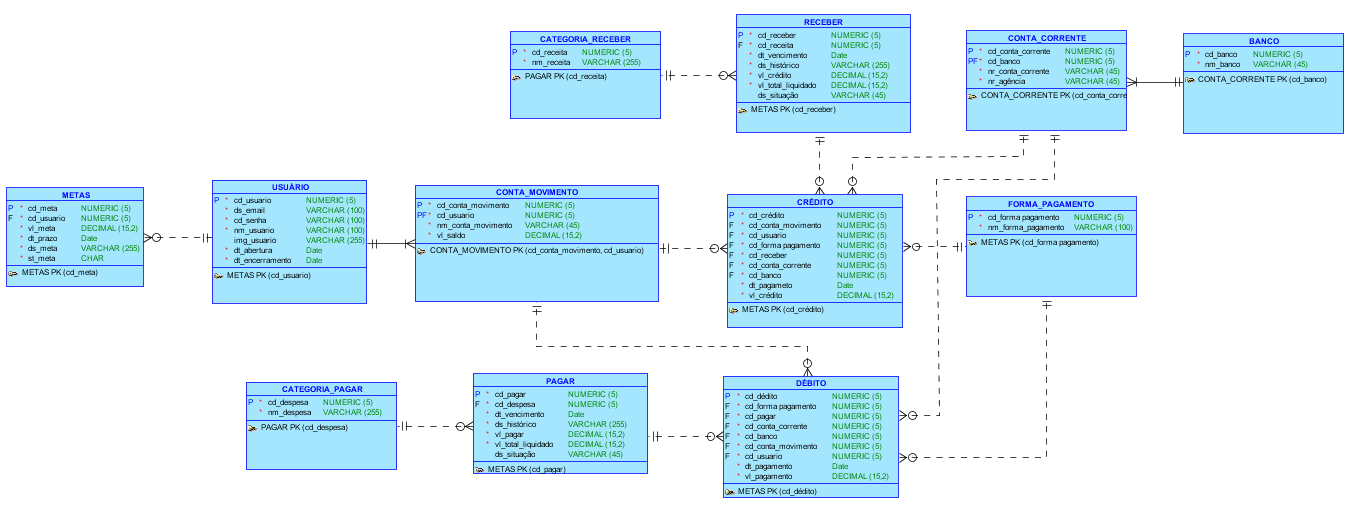 CATEGORIA_RECEBER
P * cd_receita NUMERIC (5)
* nm_receita VARCHAR (255)
PAGAR PK (cd_receita)
RECEBER
P * cd_receber NUMERIC (5)
F * cd_receita NUMERIC (5)
* dt_vencimento Date
* ds_histórico VARCHAR (255)
* vl_crédito DECIMAL (15,2)
* vl_total_liquidado DECIMAL (15,2)
ds_situação VARCHAR (45)
METAS PK (cd_receber)
CONTA_CORRENTE
P * cd_conta_corrente NUMERIC (5)
PF * cd_banco NUMERIC (5)
* nr_conta_corrente VARCHAR (45)
* nr_agência VARCHAR (45)
CONTA_CORRENTE PK (cd_conta_corre
BANCO
P * cd_banco NUMERIC (5)
* nm_banco VARCHAR (45)
CONTA_CORRENTE PK (cd_banco)
METAS
P * cd_meta NUMERIC (5)
F * cd_usuario NUMERIC (5)
* vl_meta DECIMAL (15,2)
* dt_prazo Date
* ds_meta VARCHAR (255)
* st_meta CHAR
METAS PK (cd_meta)
USUÀRIO
P * cd_usuario NUMERIC (5)
* ds_email VARCHAR (100)
* cd_senha VARCHAR (100)
* nm_usuario VARCHAR (100)
img_usuario VARCHAR (255)
* dt_abertura Date
* dt_encerramento Date
METAS PK (cd_usuario)
CONTA_MOVIMENTO
P * cd_conta_movimento NUMERIC (5)
PF * cd_usuario NUMERIC (5)
* nm_conta_movimento VARCHAR (45)
* vl_saldo DECIMAL (15,2)
CONTA_MOVIMENTO PK (cd_conta_movimento, cd_usuario)
CRÉDITO
P * cd_crédito NUMERIC (5)
F * cd_conta_movimento NUMERIC (5)
F * cd_usuario NUMERIC (5)
F * cd_forma pagamento NUMERIC (5)
F * cd_receber NUMERIC (5)
F * cd_conta_corrente NUMERIC (5)
F * cd_banco NUMERIC (5)
* dt_pagameto Date
* vl_crédito DECIMAL (15,2)
METAS PK (cd_crédito)
FORMA_PAGAMENTO
P * cd_forma pagamento NUMERIC (5)
* nm_forma_pagamento VARCHAR (100)
METAS PK (cd_forma pagamento)
CATEGORIA_PAGAR
P * cd_despesa NUMERIC (5)
* nm_despesa VARCHAR (255)
PAGAR PK (cd_despesa)
PAGAR
P * cd_pagar NUMERIC (5)
F * cd_despesa NUMERIC (5)
* dt_vencimento Date
* ds_histórico VARCHAR (255)
* vl_pagar DECIMAL (15,2)
* vl_total_liquidado DECIMAL (15,2)
ds_situação VARCHAR (45)
METAS PK (cd_pagar)
DÉBITO
P * cd_dédito NUMERIC (5)
F * cd_forma pagamento NUMERIC (5)
F * cd_pagar NUMERIC (5)
F * cd_conta_corrente NUMERIC (5)
F * cd_banco NUMERIC (5)
F * cd_conta_movimento NUMERIC (5)
F * cd_usuario NUMERIC (5)
* dt_pagamento Date
* vl_pagamento DECIMAL (15,2)
METAS PK (cd_dédito)